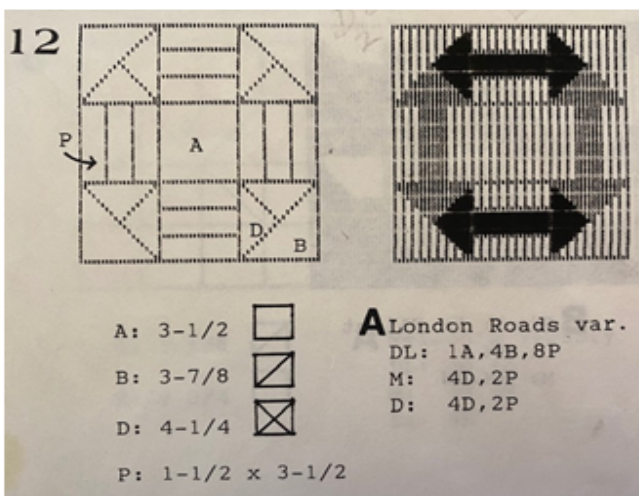 12
P
A
D
B
A: 3-1/2
B: 3-7/8
D: 4-1/4
P: 1-1/2 x 3-1/2
A London Roads var.
DL: 1A,4B,8P
M: 4D,2P
D: 4D,2P